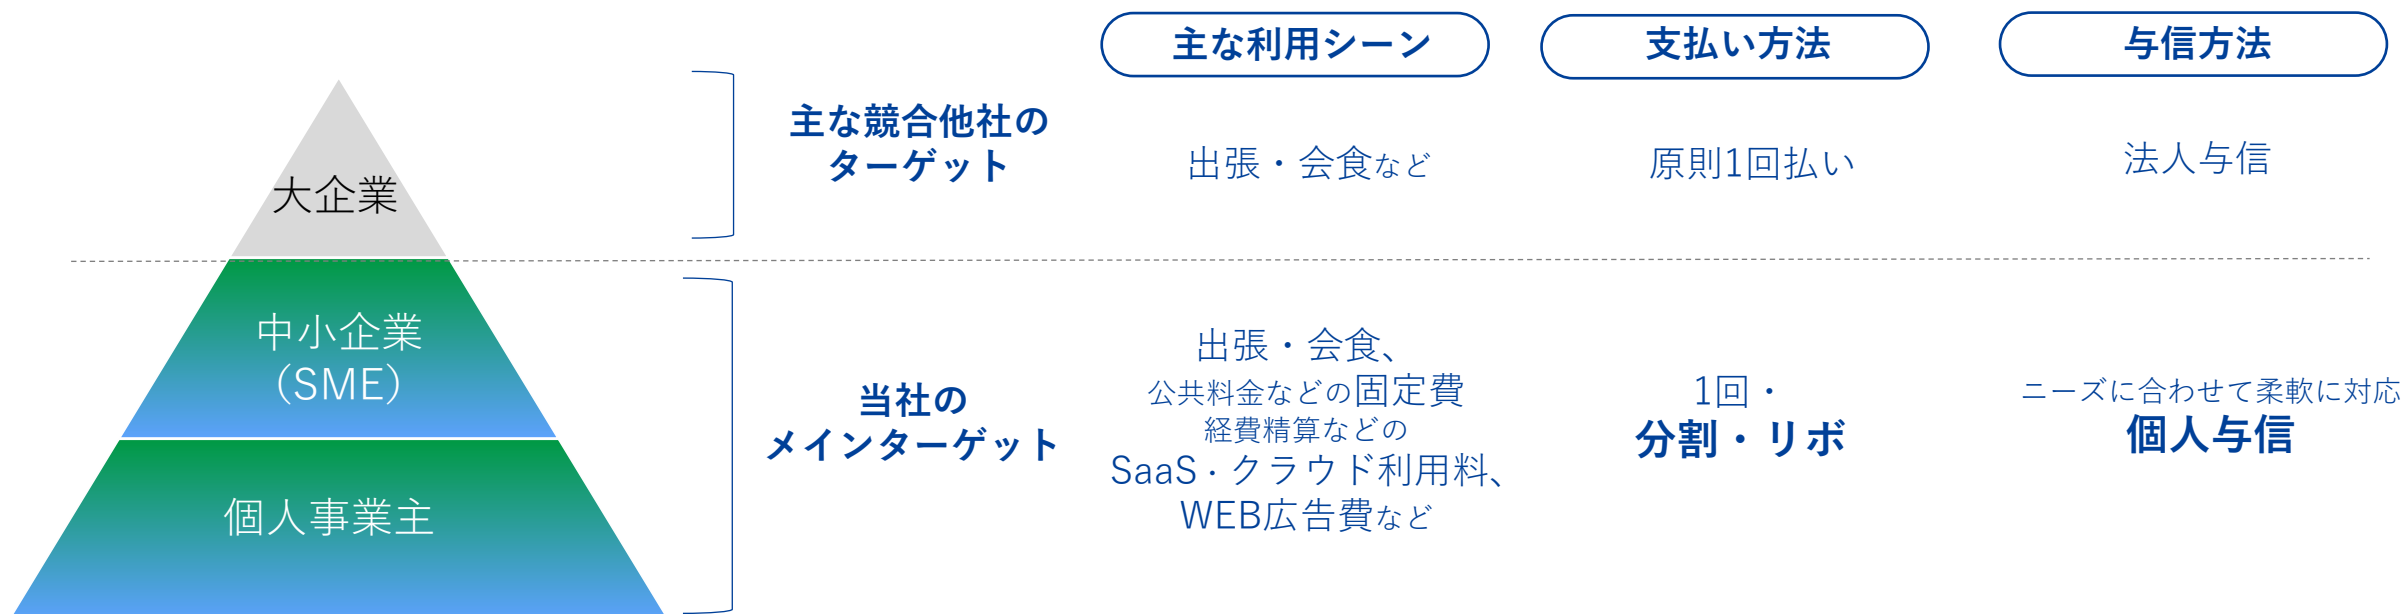 主な利用シーン
支払い方法
与信方法
大企業
主な競合他社の
ターゲット
出張・会食など
原則1回払い
法人与信
中小企業
（SME）
個人事業主
当社の
メインターゲット
出張・会食、
公共料金などの固定費
経費精算などの
SaaS・クラウド利用料、
WEB広告費など
1回・
分割・リボ
ニーズに合わせて柔軟に対応
個人与信